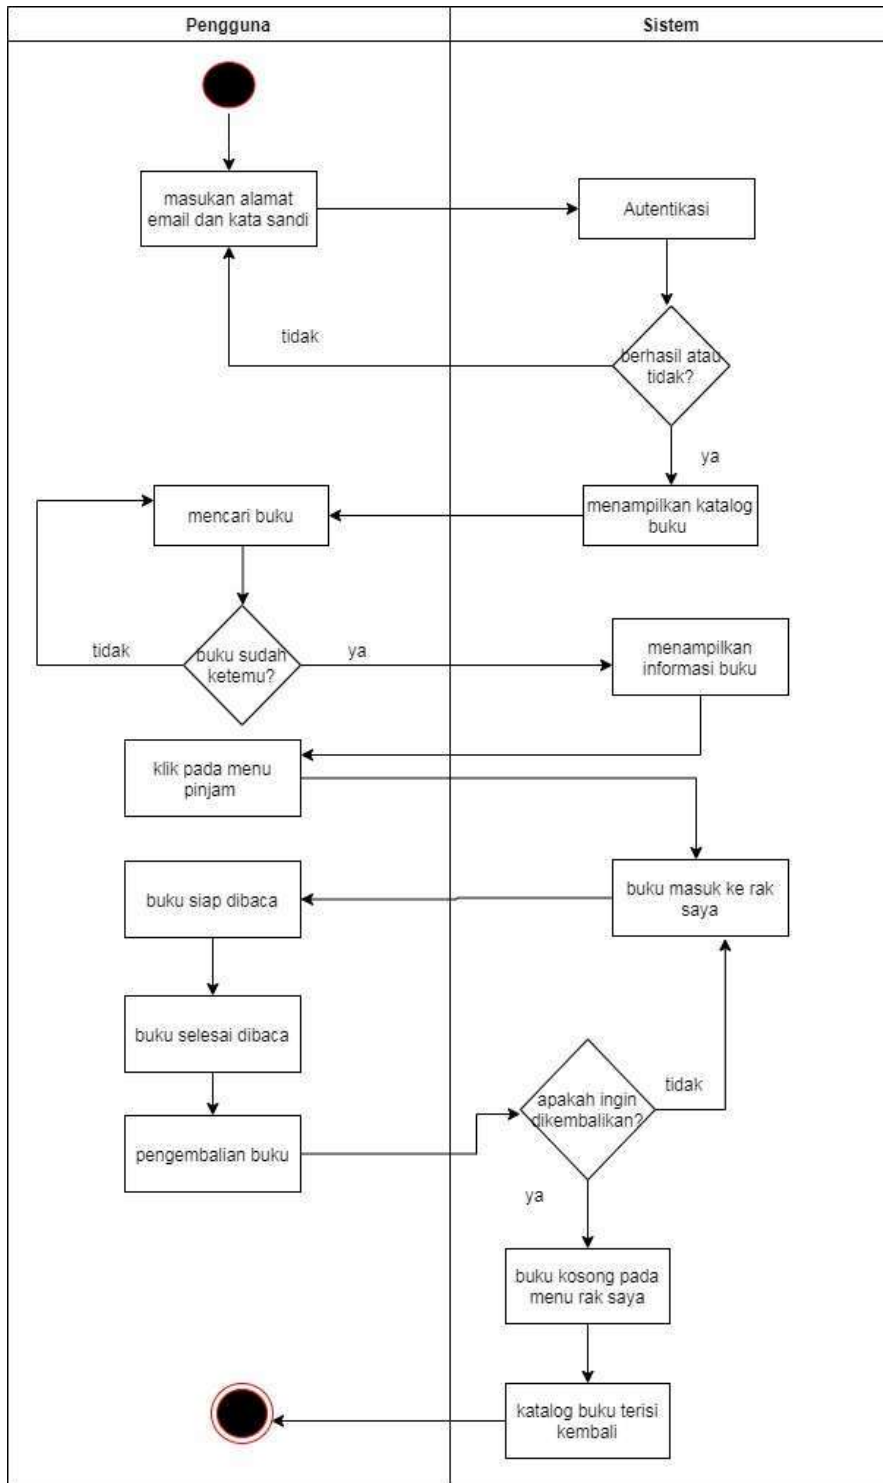 Pengguna
Sistem
masukan alamat
email dan kata sandi
Autentikasi
tidak
berhasil atau
tidak?
ya
mencari buku
menampilkan katalog
buku
tidak
buku sudah
ketemu?
ya
menampilkan
informasi buku
klik pada menu
pinjam
buku siap dibaca
buku masuk ke rak
saya
buku selesai dibaca
apakah ingin
dikembalikan?
tidak
pengembalian buku
ya
buku kosong pada
menu rak saya
katalog buku terisi
kembali